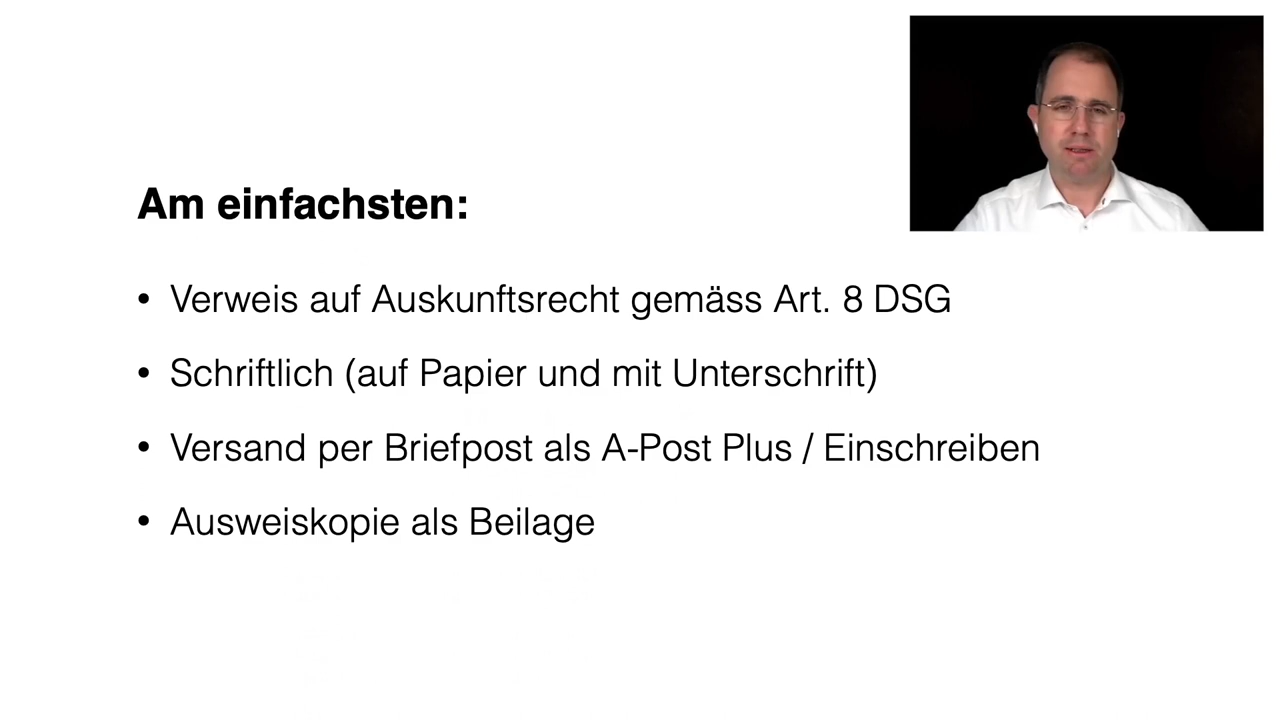 Am einfachsten:
• Verweis auf Auskunftsrecht gemäss Art. 8 DSG
• Schriftlich (auf Papier und mit Unterschrift)
• Versand per Briefpost als A-Post Plus / Einschreiben
• Ausweiskopie als Beilage